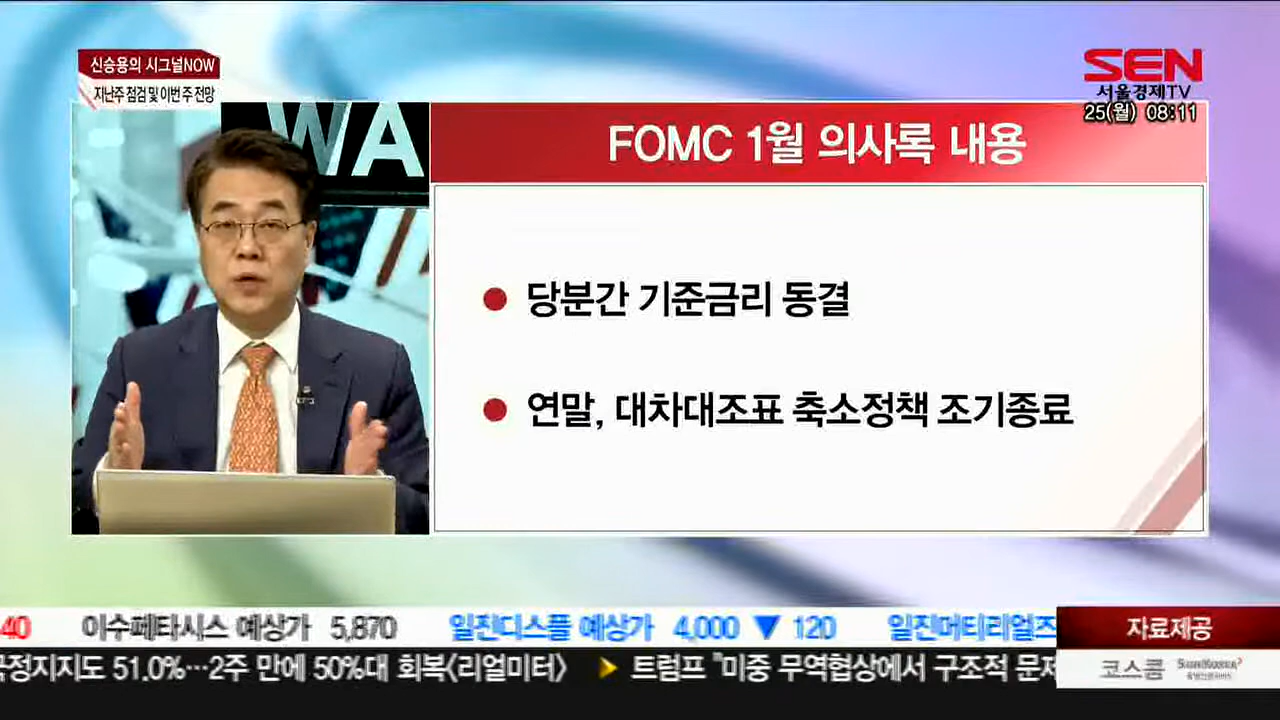 신승용의 시그널NOW
지난주 점검 및 이번 주 전망
SEN
서울경제TV
25(월) 08:11
WA
FOMC 1월 의사록 내용
● 당분간 기준금리 동결
● 연말, 대차대조표 축소정책 조기종료
40 이수페타시스 예상가 5,870 일진디스플 예상가 4,000 ▼ 120 일진머티리얼즈
자료제공
국정지지도 51.0%…2주 만에 50%대 회복〈리얼미터〉 ▶ 트럼프 "미중 무역협상에서 구조적 문제
코스콤